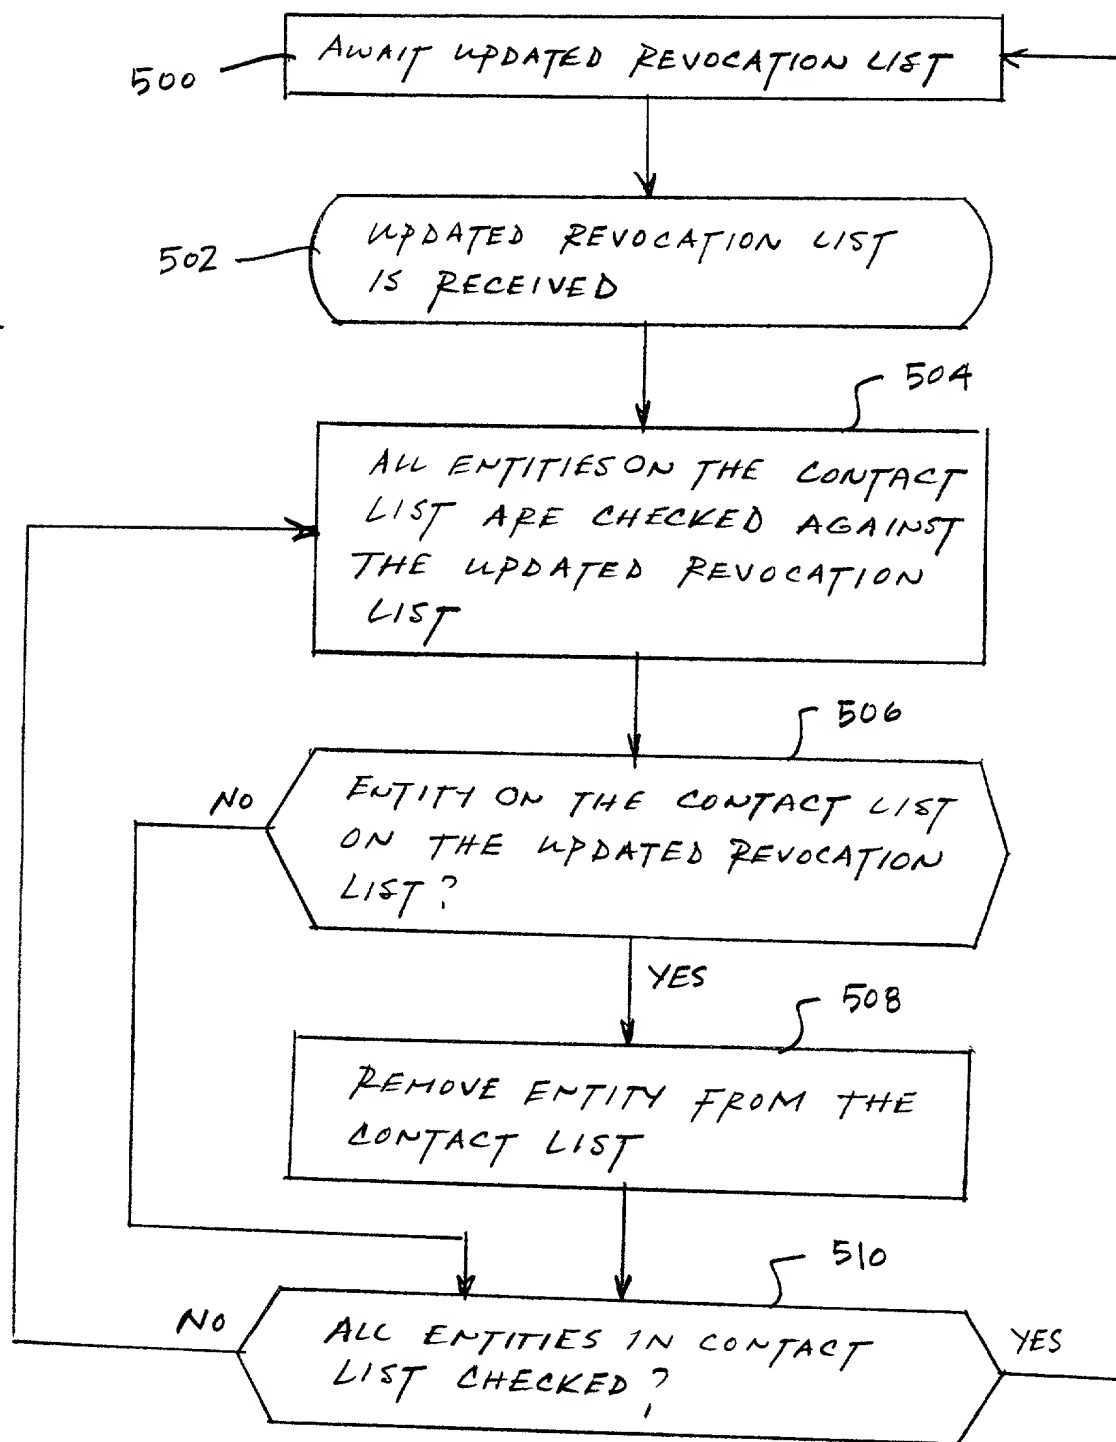 AWAIT UPDATED REVOCATION LIST
500
UPDATED REVOCATION LIST
IS RECEIVED
502
504
ALL ENTITIES ON THE CONTACT
LIST ARE CHECKED AGAINST
THE UPDATED REVOCATION
LIST
506
NO
ENTITY ON THE CONTACT LIST
ON THE UPDATED REVOCATION
LIST?
YES
508
REMOVE ENTITY FROM THE
CONTACT LIST
510
NO
ALL ENTITIES IN CONTACT
LIST CHECKED?
YES